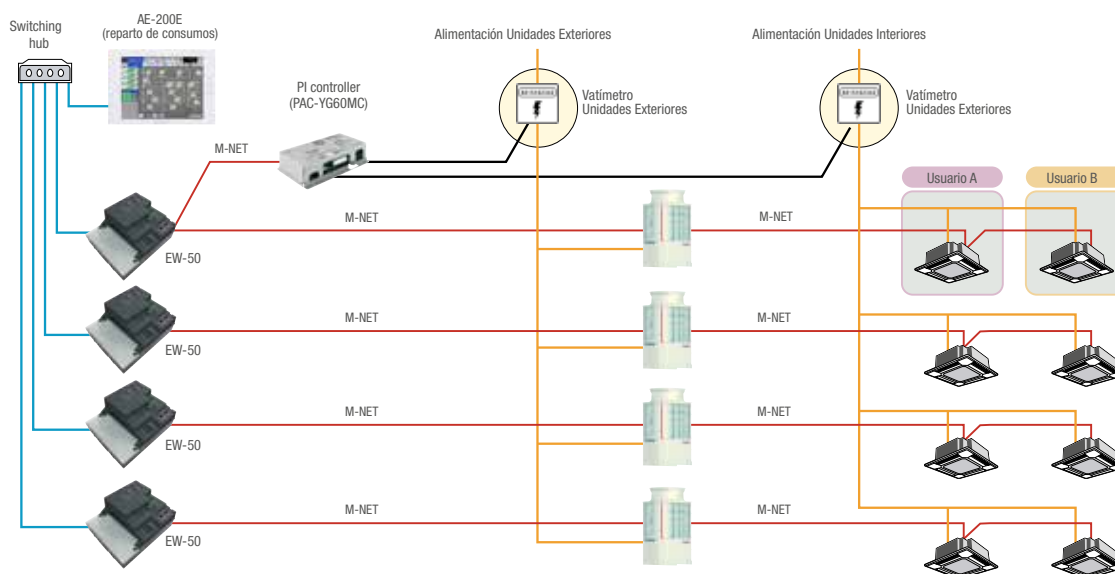 Switching
hub
AE-200E
(reparto de consumos)
Alimentación Unidades Exteriores
Alimentación Unidades Interiores
PI controller
(PAC-YG60MC)
Vatímetro
Unidades Exteriores
Vatímetro
Unidades Exteriores
M-NET
Usuario A
Usuario B
M-NET
M-NET
EW-50
M-NET
M-NET
EW-50
M-NET
M-NET
EW-50
M-NET
M-NET
EW-50